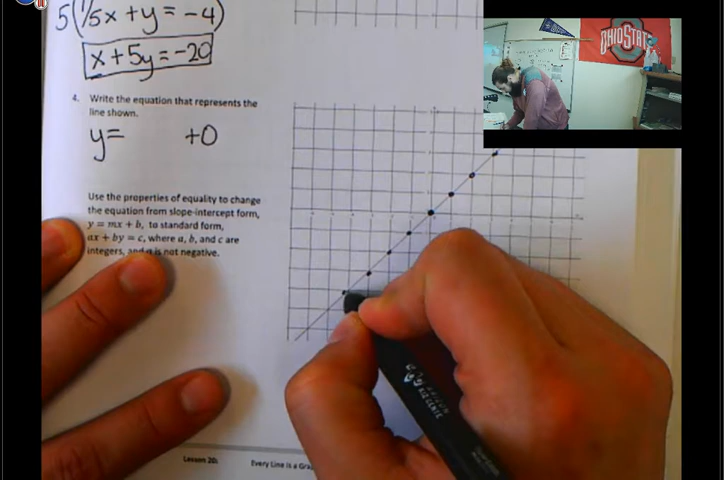 5(1/5x + y = -4)
x + 5y = -20
4. Write the equation that represents the
line shown.
y= +0
Use the properties of equality to change
the equation from slope-intercept form,
y = mx + b, to standard form,
ax + by = c, where a, b, and c are
integers, and a is not negative.
Lesson 20:
Every Line is a
OHIO STATE